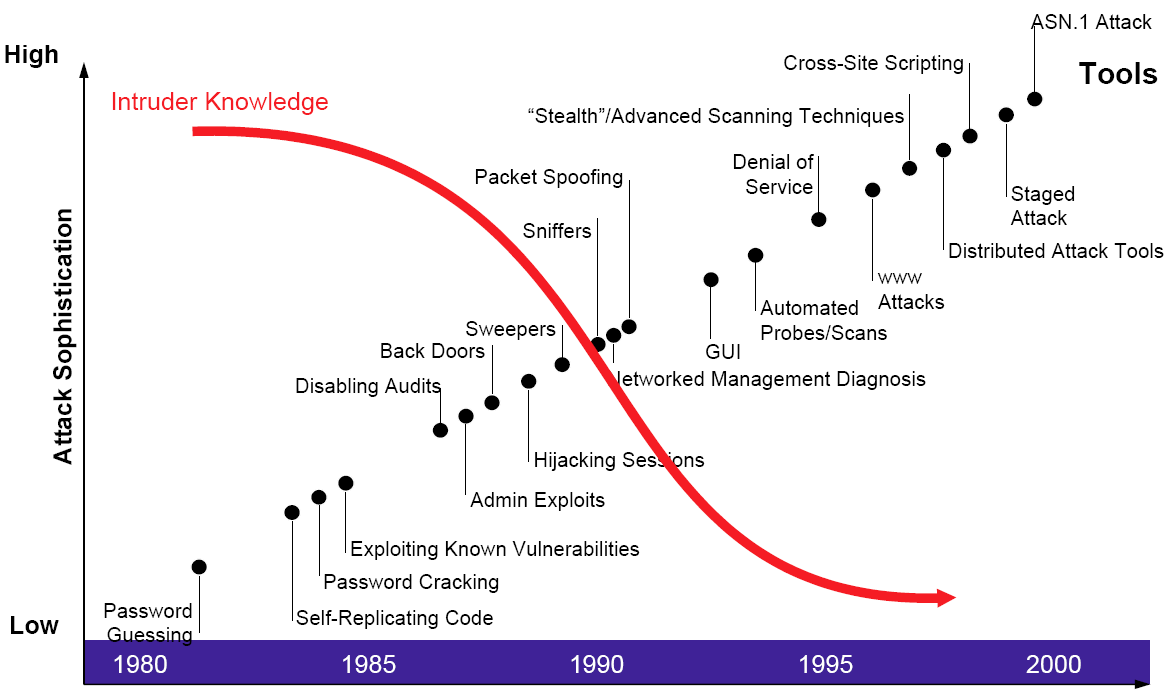 ASN.1 Attack
High
Cross-Site Scripting
Tools
Intruder Knowledge
“Stealth”/Advanced Scanning Techniques
Denial of
Service
Packet Spoofing
Staged
Attack
Sniffers
Distributed Attack Tools
www
Attacks
Automated
Probes/Scans
Attack Sophistication
Sweepers
Back Doors
GUI
Disabling Audits
Networked Management Diagnosis
Hijacking Sessions
Admin Exploits
Exploiting Known Vulnerabilities
Password Cracking
Password
Guessing
Self-Replicating Code
Low
1980
1985
1990
1995
2000